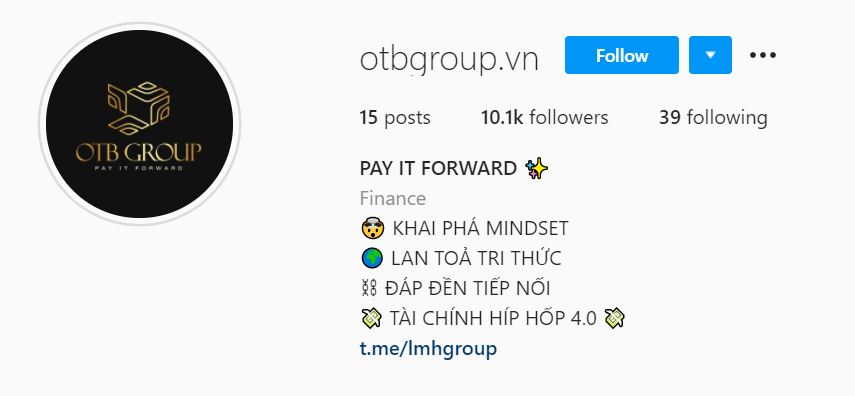 OTB GROUP
PAY IT FORWARD
otbgroup.vn
Follow
15 posts 10.1k followers 39 following
PAY IT FORWARD ✨
Finance
🤯 KHAI PHÁ MINDSET
🌍 LAN TOẢ TRI THỨC
⛓ ĐÁP ĐỀN TIẾP NỐI
💸 TÀI CHÍNH HÍP HỐP 4.0 💸
t.me/lmhgroup